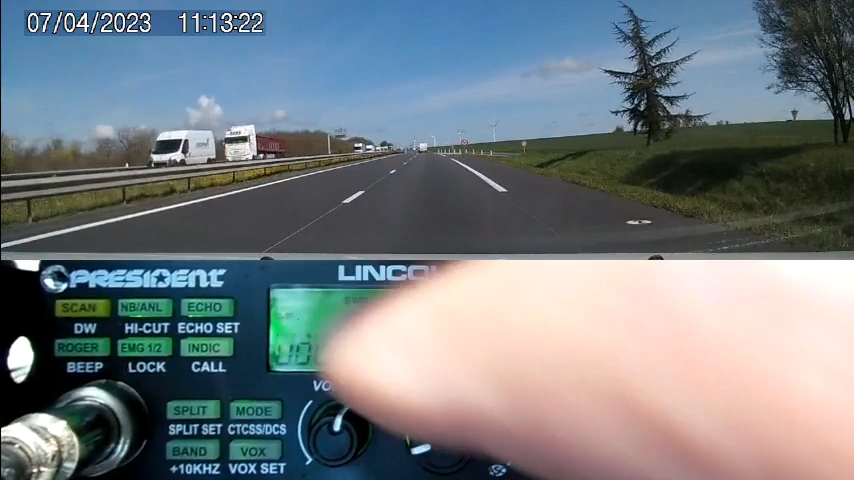 07/04/2023 11:13:22
PRESIDENT
SCAN NB/ANL ECHO
DW HI-CUT ECHO SET
ROGER EMG 1/2 INDIC
BEEP LOCK CALL
SPLIT MODE
SPLIT SET CTCSS/DCS
BAND VOX
+10KHZ VOX SET